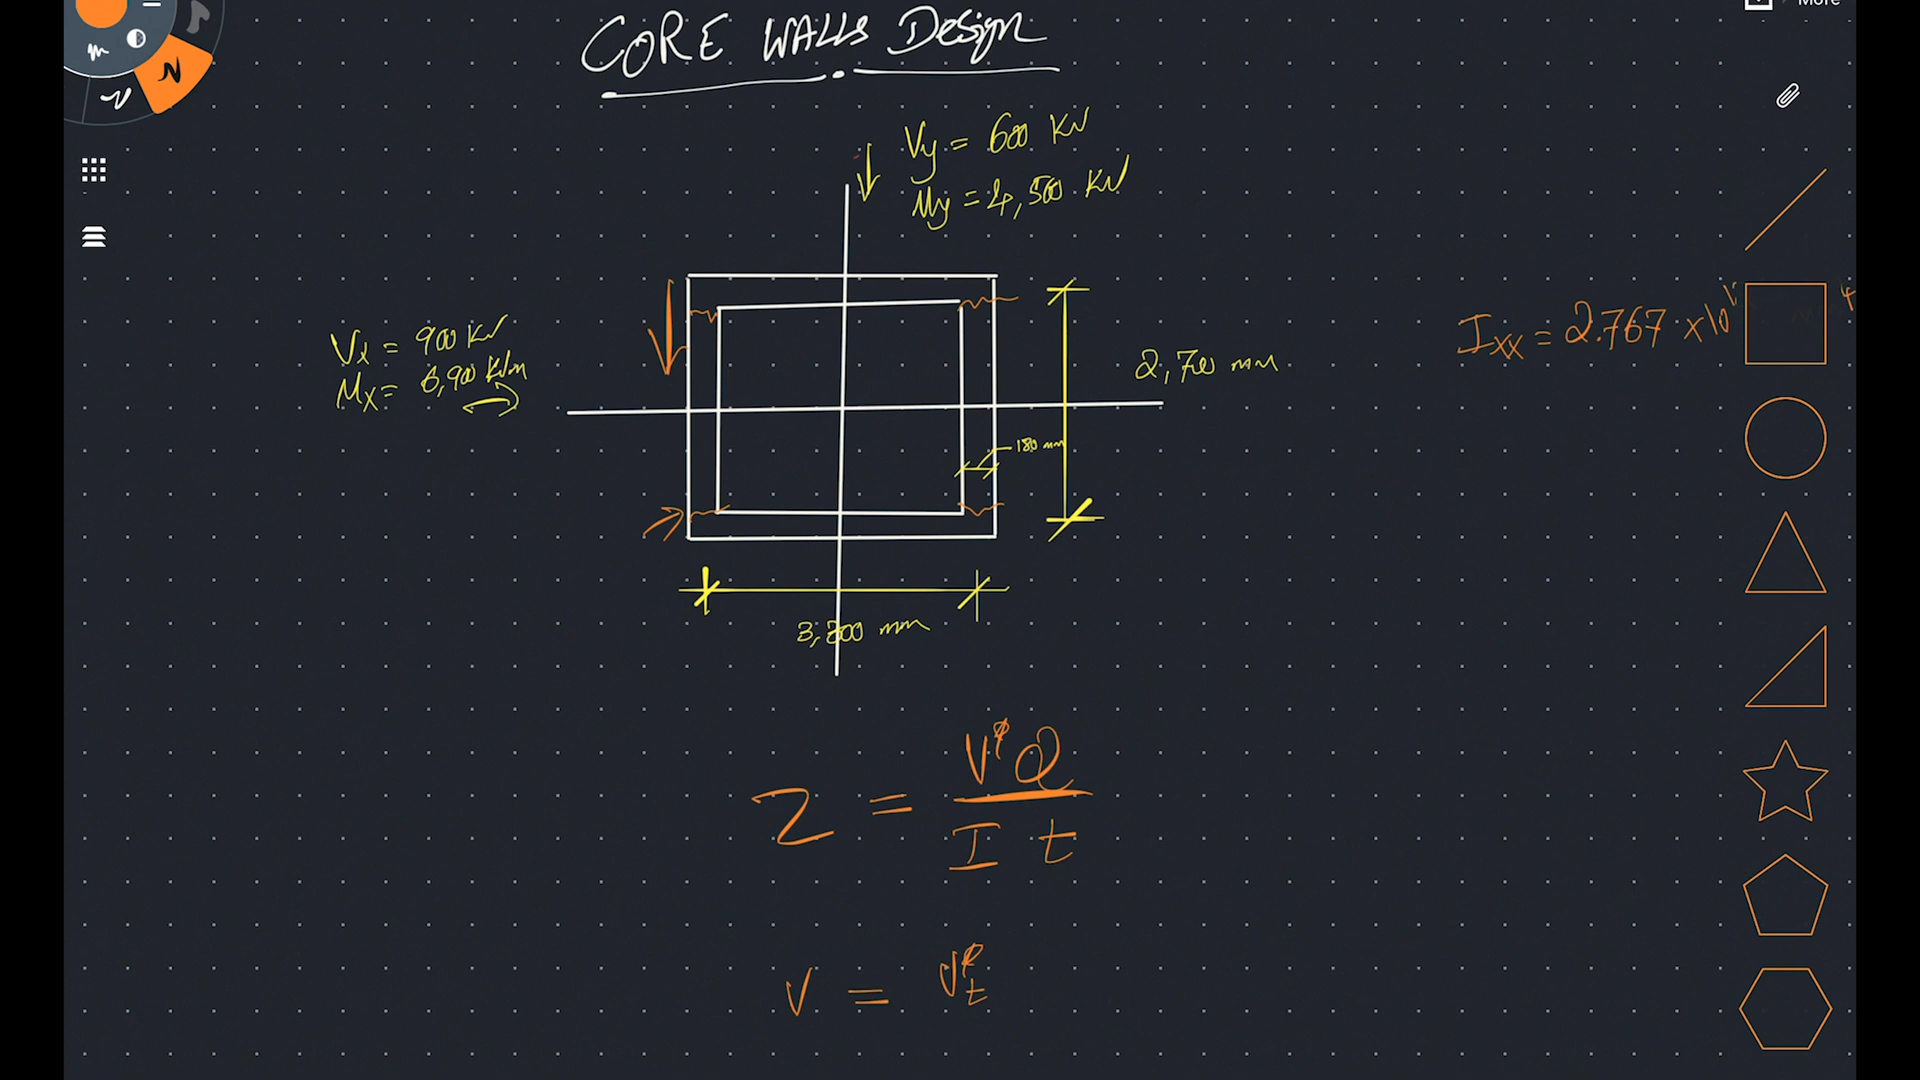 More
CORE WALLS Design
Vy = 600 KN
My = 4,500 KN
Vx = 900 KN
Mx = 6,900 KN.m
2,700 mm
Ixx = 2.767 x10
180 mm
3,200 mm
τ = V* Q
I t
V = V*t